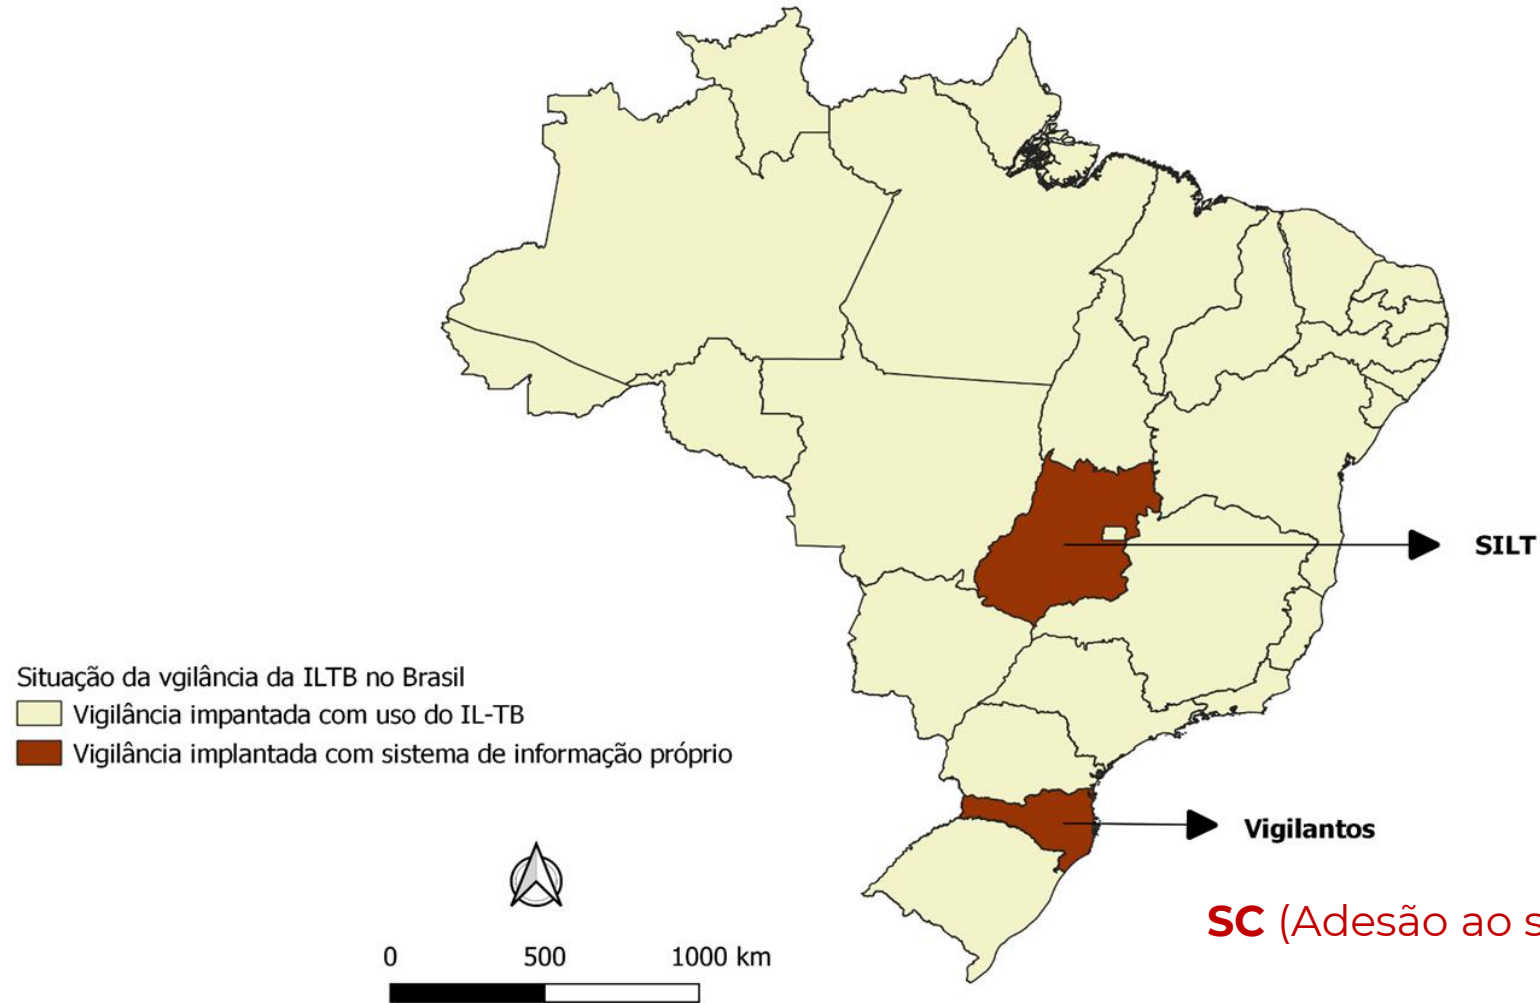 SILT
Situação da vgilância da ILTB no Brasil
Vigilância impantada com uso do IL-TB
Vigilância implantada com sistema de informação próprio
Vigilantos
SC (Adesão ao s
0 500 1000 km